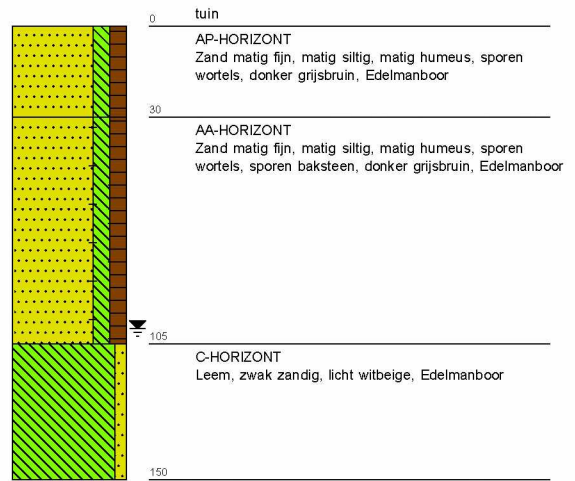 tuin
0
AP-HORIZONT
Zand matig fijn, matig siltig, matig humeus, sporen
wortels, donker grijsbruin, Edelmanboor
30
AA-HORIZONT
Zand matig fijn, matig siltig, matig humeus, sporen
wortels, sporen baksteen, donker grijsbruin, Edelmanboor
105
C-HORIZONT
Leem, zwak zandig, licht witbeige, Edelmanboor
150